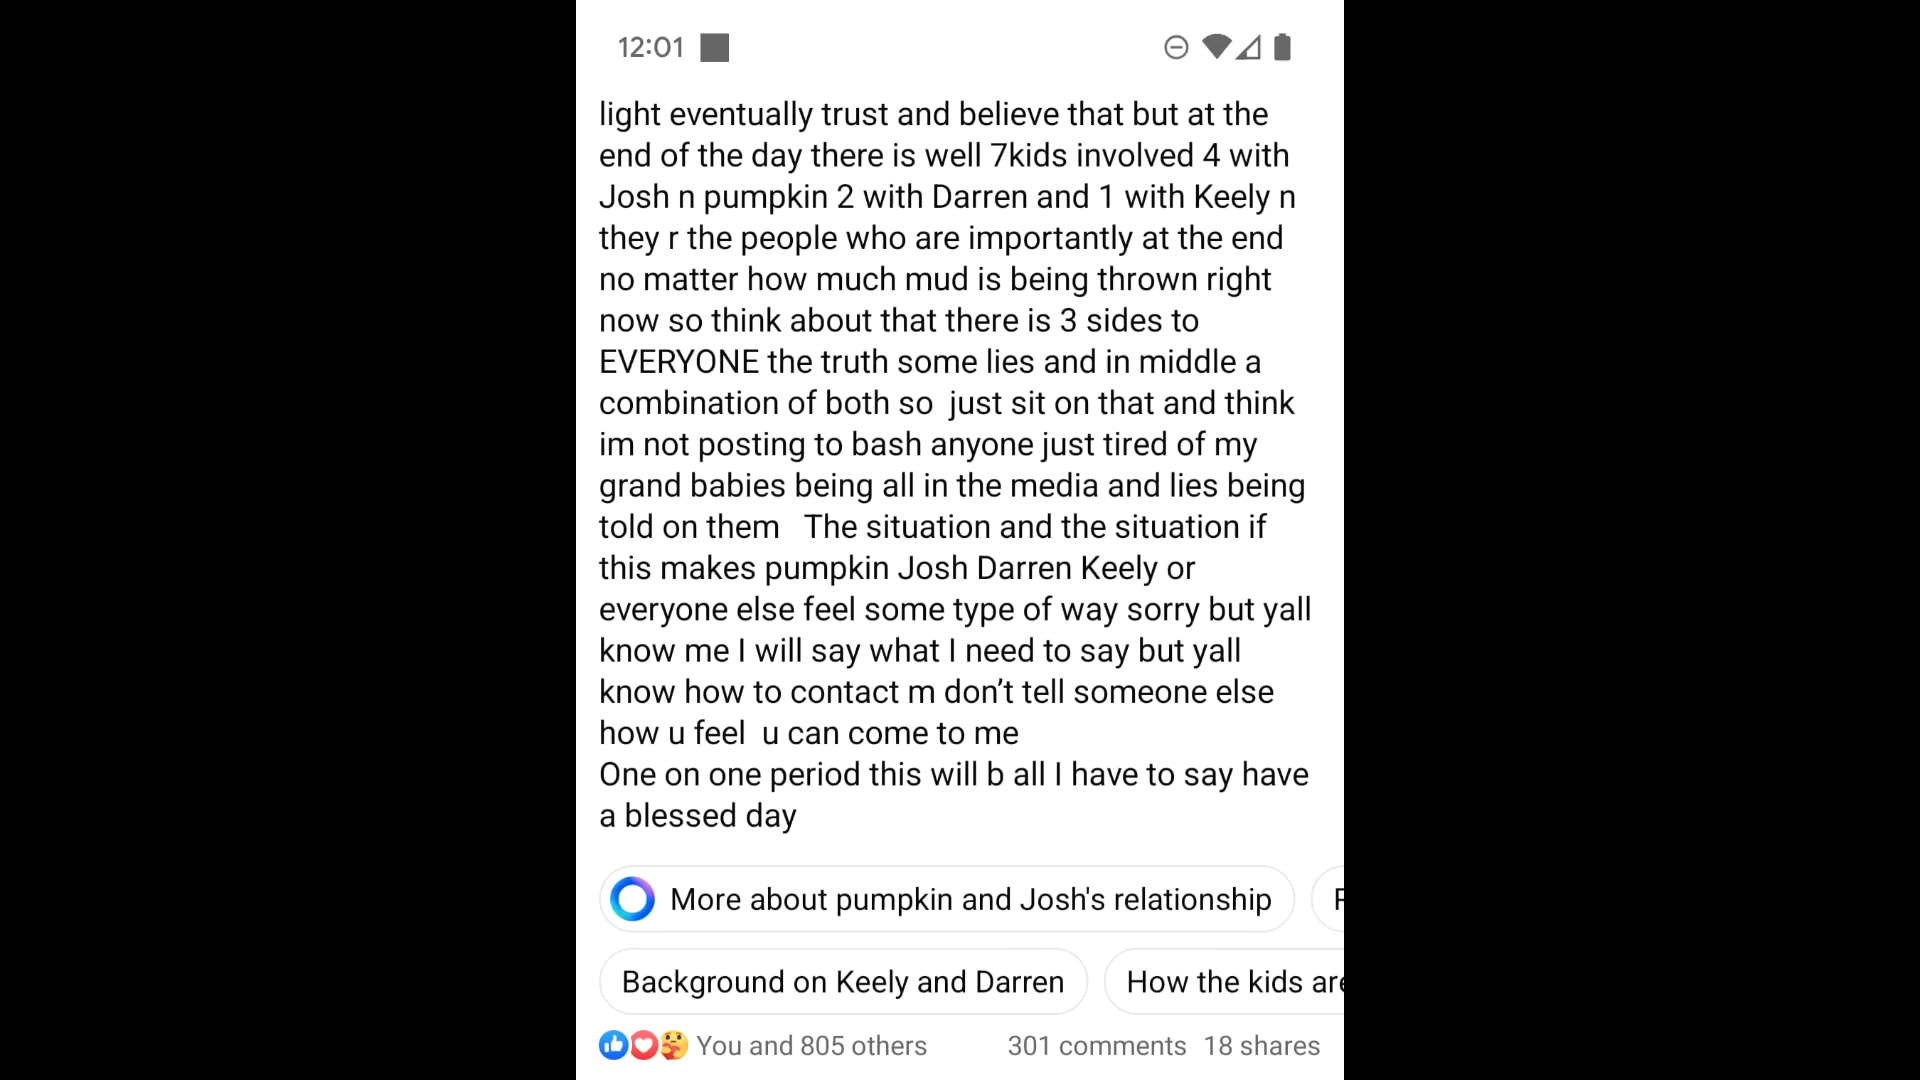 12:01
light eventually trust and believe that but at the
end of the day there is well 7kids involved 4 with
Josh n pumpkin 2 with Darren and 1 with Keely n
they r the people who are importantly at the end
no matter how much mud is being thrown right
now so think about that there is 3 sides to
EVERYONE the truth some lies and in middle a
combination of both so  just sit on that and think
im not posting to bash anyone just tired of my
grand babies being all in the media and lies being
told on them   The situation and the situation if
this makes pumpkin Josh Darren Keely or
everyone else feel some type of way sorry but yall
know me I will say what I need to say but yall
know how to contact m don’t tell someone else
how u feel  u can come to me
One on one period this will b all I have to say have
a blessed day
More about pumpkin and Josh's relationship
Background on Keely and Darren How the kids are
You and 805 others 301 comments 18 shares